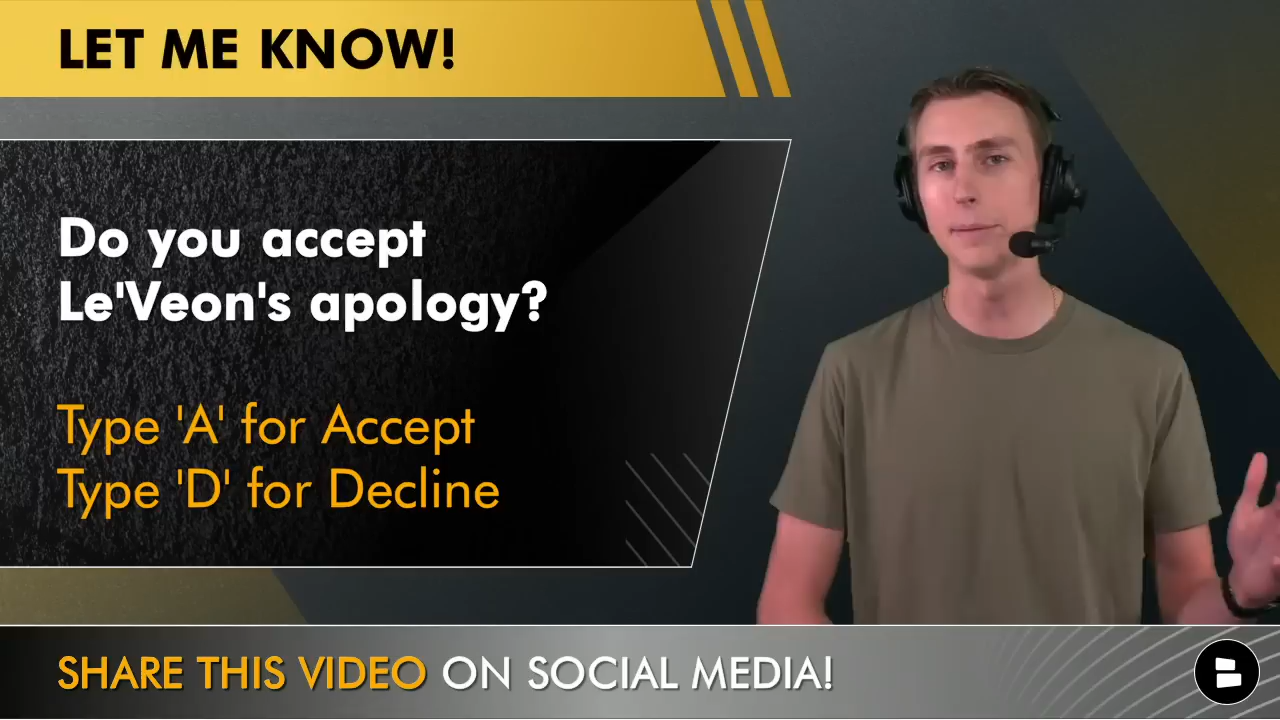 LET ME KNOW!
Do you accept
Le'Veon's apology?
Type 'A' for Accept
Type 'D' for Decline
SHARE THIS VIDEO ON SOCIAL MEDIA!